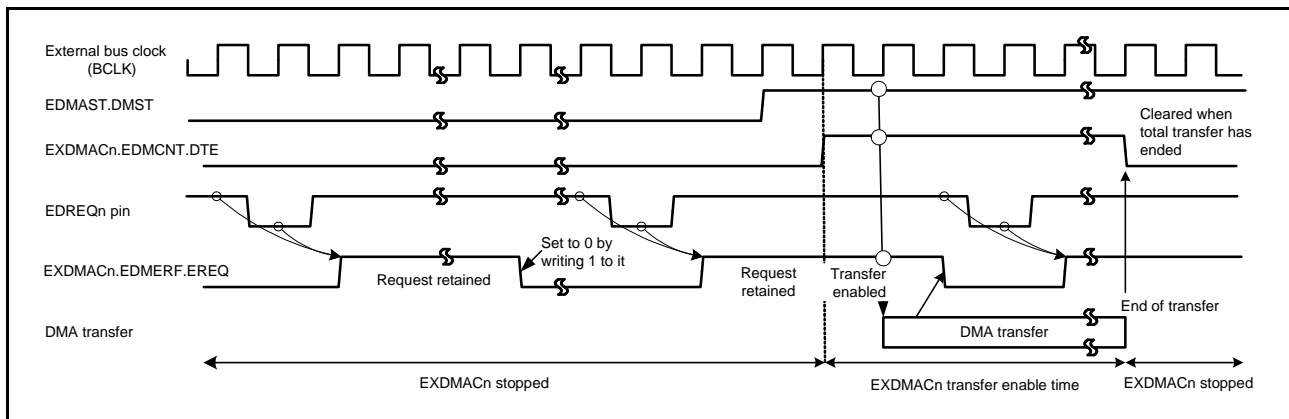 External bus clock
(BCLK)
EDMAST.DMST
EXDMACn.EDMCNT.DTE
Cleared when
total transfer has
ended
EDREQn pin
EXDMACn.EDMERF.EREQ
Set to 0 by
writing 1 to it
Request retained
Request
retained
Transfer
enabled
End of transfer
DMA transfer
DMA transfer
EXDMACn stopped
EXDMACn transfer enable time
EXDMACn stopped